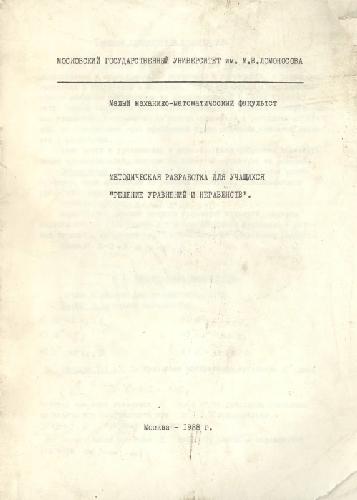 МОСКОВСКИЙ ГОСУДАРСТВЕННЫЙ УНИВЕРСИТЕТ им. М.В.ЛОМОНОСОВА
Малый механико-математический факультет
МЕТОДИЧЕСКАЯ РАЗРАБОТКА ДЛЯ УЧАЩИХСЯ
"РЕШЕНИЕ УРАВНЕНИЙ И НЕРАВЕНСТВ".
Москва - 1988 г.